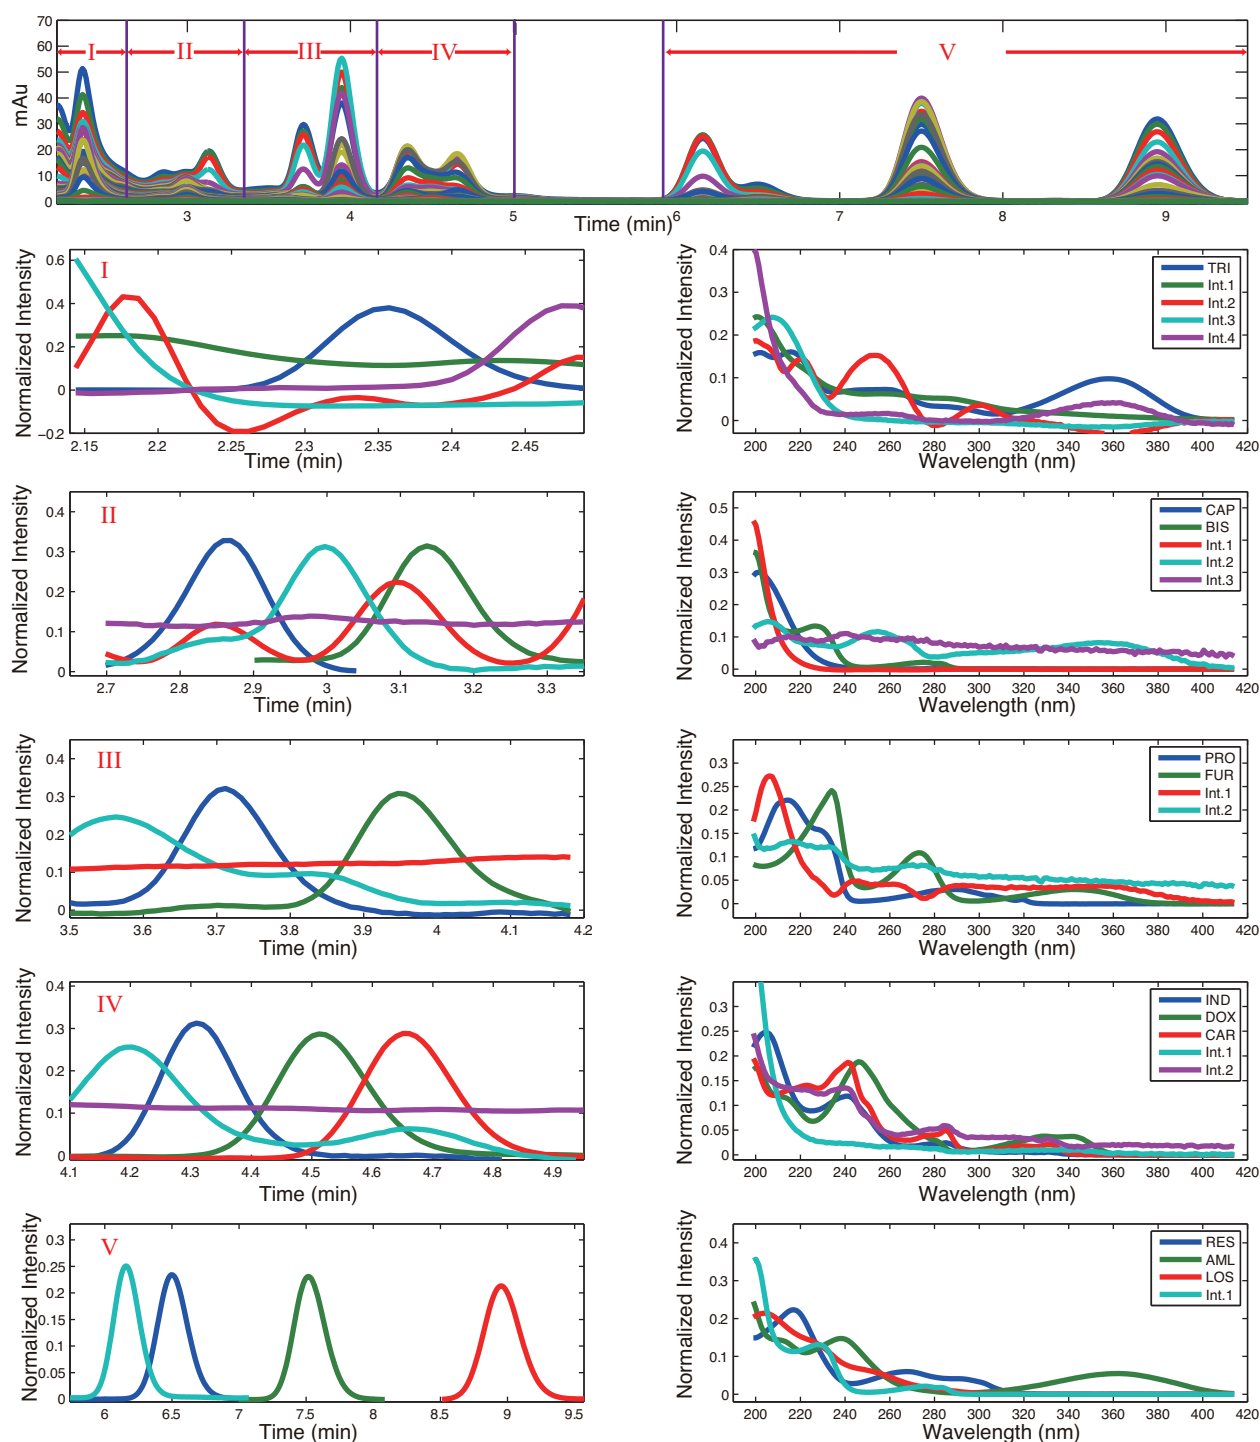 70
60
50
40
30
20
10
0
mAu
I
II
III
IV
V
3
4
5
6
7
8
9
Time (min)
I
Normalized Intensity
0.6
0.4
0.2
0
−0.2
2.15
2.2
2.25
2.3
2.35
2.4
2.45
Time (min)
Normalized Intensity
0.4
0.3
0.2
0.1
0
200 220 240 260 280 300 320 340 360 380 400 420
Wavelength (nm)
TRI
Int.1
Int.2
Int.3
Int.4
II
Normalized Intensity
0.4
0.3
0.2
0.1
0
2.7
2.8
2.9
3
3.1
3.2
3.3
Time (min)
Normalized Intensity
0.5
0.4
0.3
0.2
0.1
0
200 220 240 260 280 300 320 340 360 380 400 420
Wavelength (nm)
CAP
BIS
Int.1
Int.2
Int.3
III
Normalized Intensity
0.3
0.2
0.1
0
3.5
3.6
3.7
3.8
3.9
4
4.1
4.2
Time (min)
Normalized Intensity
0.3
0.25
0.2
0.15
0.1
0.05
0
200 220 240 260 280 300 320 340 360 380 400 420
Wavelength (nm)
PRO
FUR
Int.1
Int.2
IV
Normalized Intensity
0.4
0.3
0.2
0.1
0
4.1
4.2
4.3
4.4
4.5
4.6
4.7
4.8
4.9
Time (min)
Normalized Intensity
0.3
0.25
0.2
0.15
0.1
0.05
0
200 220 240 260 280 300 320 340 360 380 400 420
Wavelength (nm)
IND
DOX
CAR
Int.1
Int.2
V
Normalized Intensity
0.3
0.25
0.2
0.15
0.1
0.05
0
6
6.5
7
7.5
8
8.5
9
9.5
Time (min)
Normalized Intensity
0.4
0.3
0.2
0.1
0
200 220 240 260 280 300 320 340 360 380 400 420
Wavelength (nm)
RES
AML
LOS
Int.1